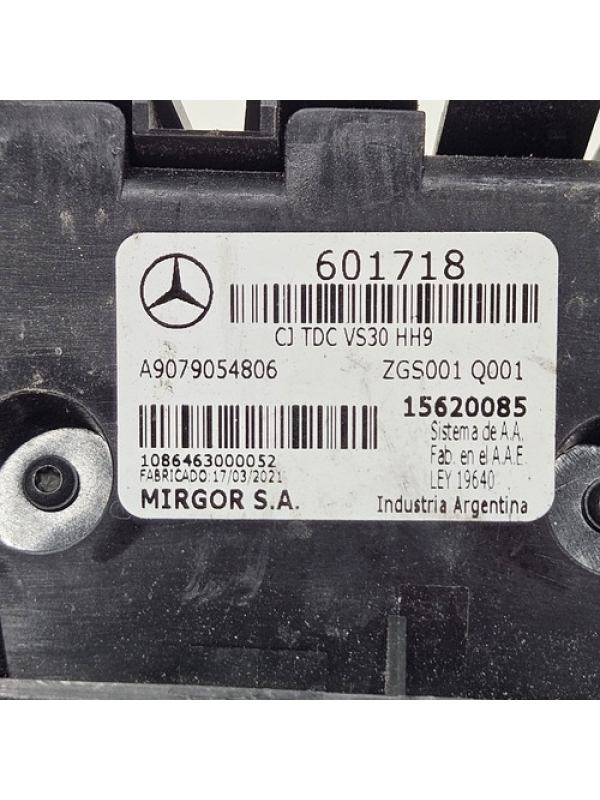 601718
CJ TDC VS30 HH9
A9079054806 ZGS001 Q001
15620085
Sistema de A.A.
Fab. en el A.A.E.
LEY 19640
1086463000052
FABRICADO 17/03/2021
MIRGOR S.A.
Industria Argentina